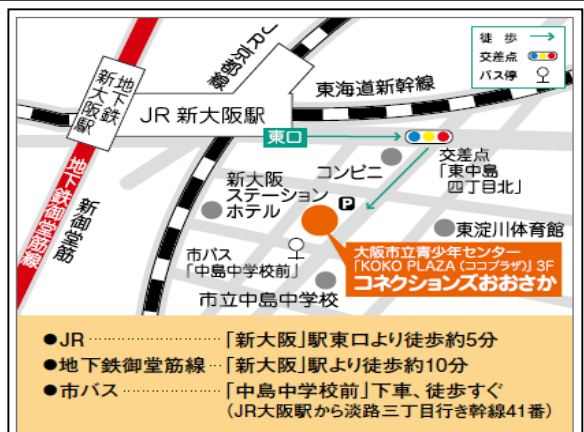 JR京都線
徒歩
交差点
バス停
地下鉄
新大阪駅
JR 新大阪駅
東海道新幹線
東口
交差点
「東中島
四丁目北」
コンビニ
新大阪
ステーション
ホテル
P
地下鉄御堂筋線
新御堂筋
東淀川体育館
市バス
「中島中学校前」
大阪市立青少年センター
「KOKO PLAZA(ココプラザ)」3F
コネクションズおおさか
市立中島中学校
●JR……………………「新大阪」駅東口より徒歩約5分
●地下鉄御堂筋線…「新大阪」駅より徒歩約10分
●市バス………………「中島中学校前」下車、徒歩すぐ
(JR大阪駅から淡路三丁目行き幹線41番)